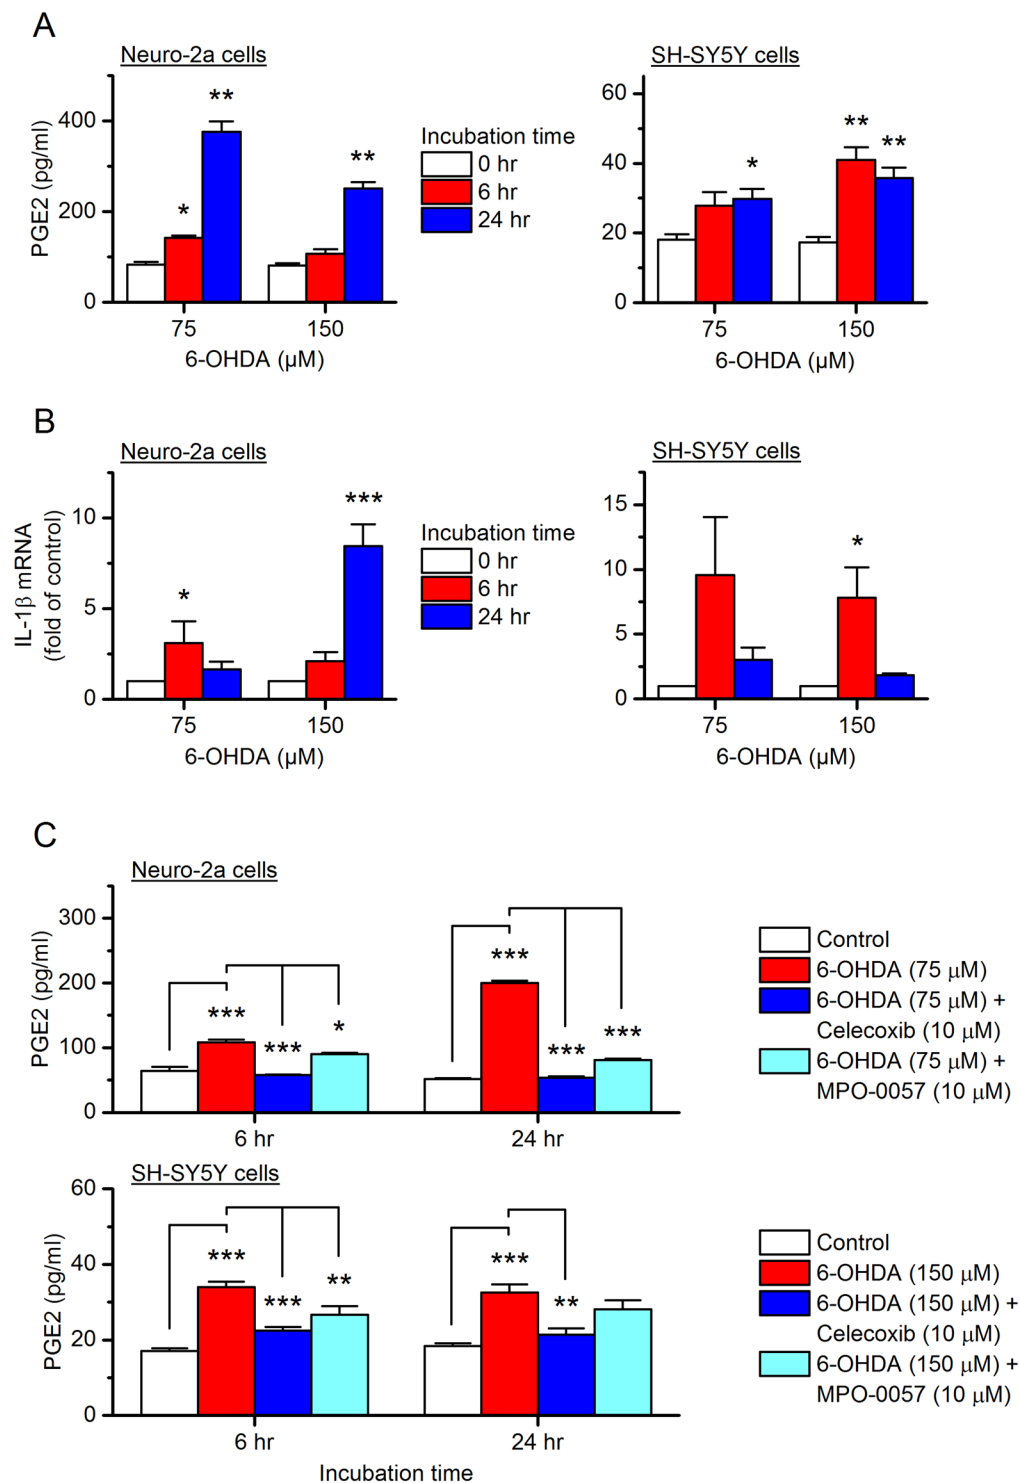 A
Neuro-2a cells
SH-SY5Y cells
PGE2 (pg/ml)
400
200
0
**
*
**
75
150
6-OHDA (µM)
Incubation time
0 hr
6 hr
24 hr
60
40
20
0
*
**
**
75
150
6-OHDA (µM)
B
Neuro-2a cells
SH-SY5Y cells
IL-1β mRNA
(fold of control)
10
5
0
*
***
75
150
6-OHDA (µM)
Incubation time
0 hr
6 hr
24 hr
15
10
5
0
*
75
150
6-OHDA (µM)
C
Neuro-2a cells
PGE2 (pg/ml)
300
200
100
0
***
***
*
***
***
***
6 hr
24 hr
Control
6-OHDA (75 µM)
6-OHDA (75 µM) +
Celecoxib (10 µM)
6-OHDA (75 µM) +
MPO-0057 (10 µM)
SH-SY5Y cells
PGE2 (pg/ml)
60
40
20
0
***
***
**
***
**
6 hr
24 hr
Incubation time
Control
6-OHDA (150 µM)
6-OHDA (150 µM) +
Celecoxib (10 µM)
6-OHDA (150 µM) +
MPO-0057 (10 µM)